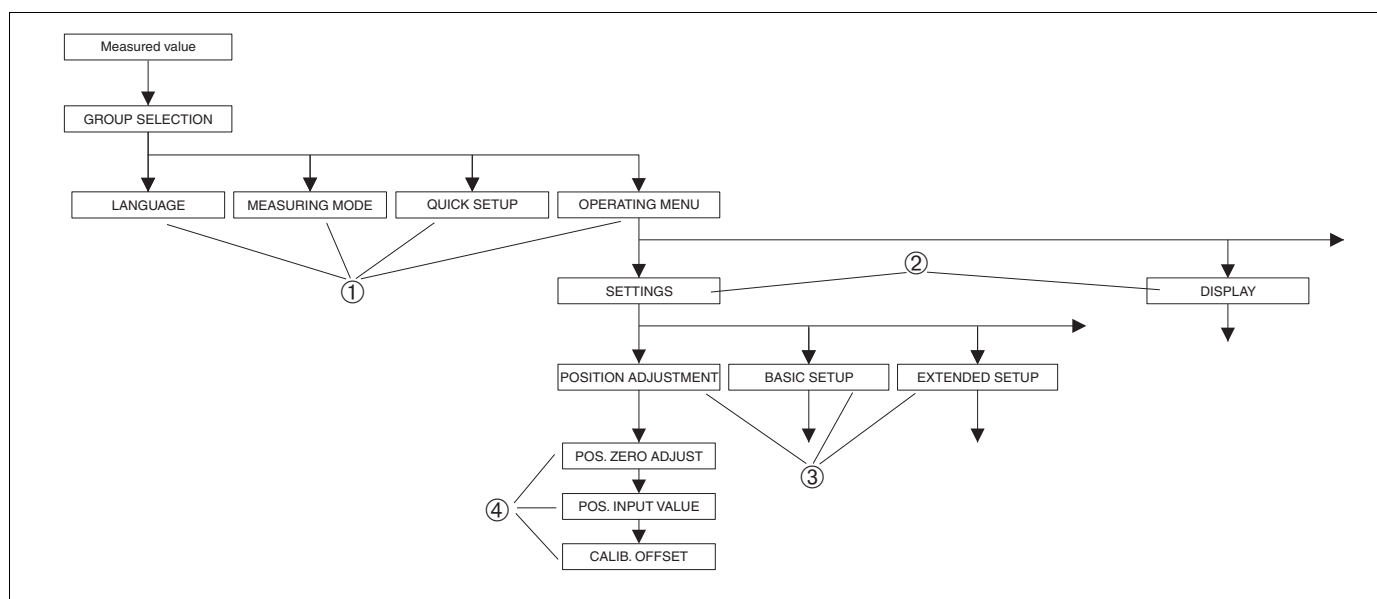 Measured value
GROUP SELECTION
LANGUAGE
MEASURING MODE
QUICK SETUP
OPERATING MENU
①
②
SETTINGS
DISPLAY
POSITION ADJUSTMENT
BASIC SETUP
EXTENDED SETUP
POS. ZERO ADJUST
③
④
POS. INPUT VALUE
CALIB. OFFSET